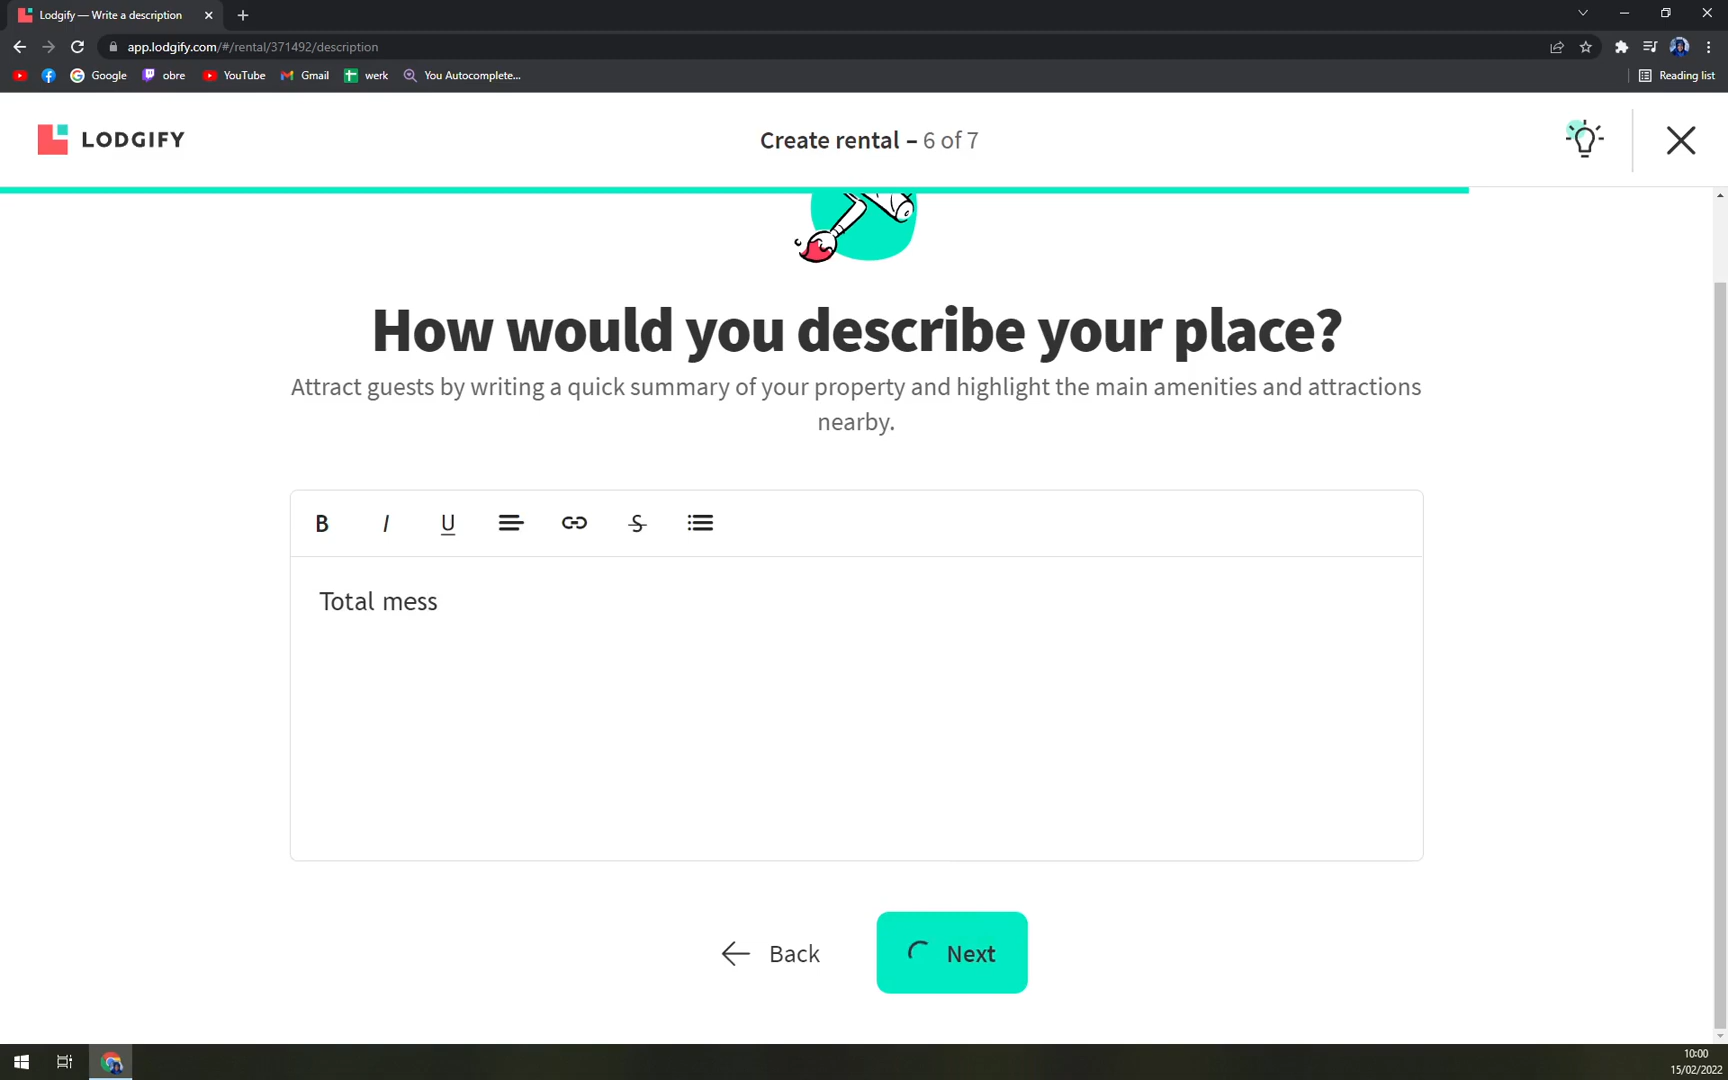 Lodgify — Write a description
app.lodgify.com/#/rental/371492/description
Google
obre
YouTube
Gmail
werk
You Autocomplete...
Reading list
LODGIFY
Create rental – 6 of 7
How would you describe your place?
Attract guests by writing a quick summary of your property and highlight the main amenities and attractions
nearby.
B I U S
Total mess
Back
Next
10:00
15/02/2022